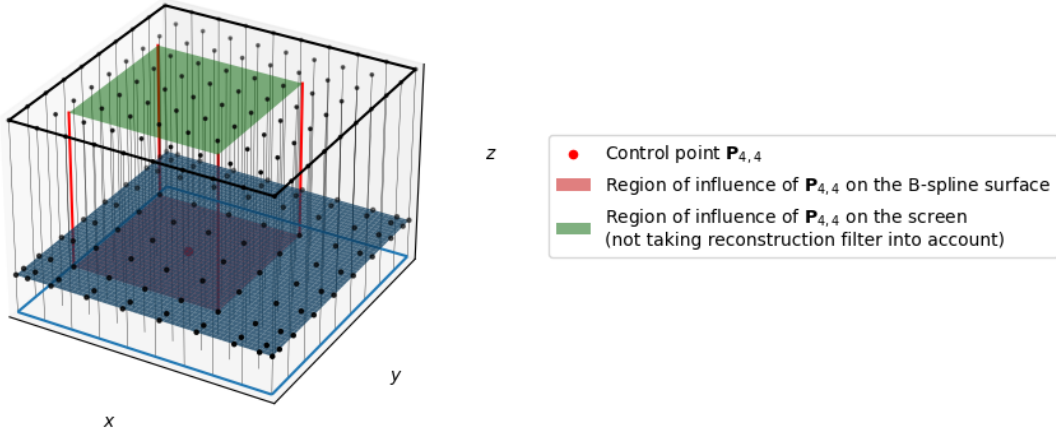 z
Control point P4,4
Region of influence of P4,4 on the B-spline surface
Region of influence of P4,4 on the screen
(not taking reconstruction filter into account)
y
x